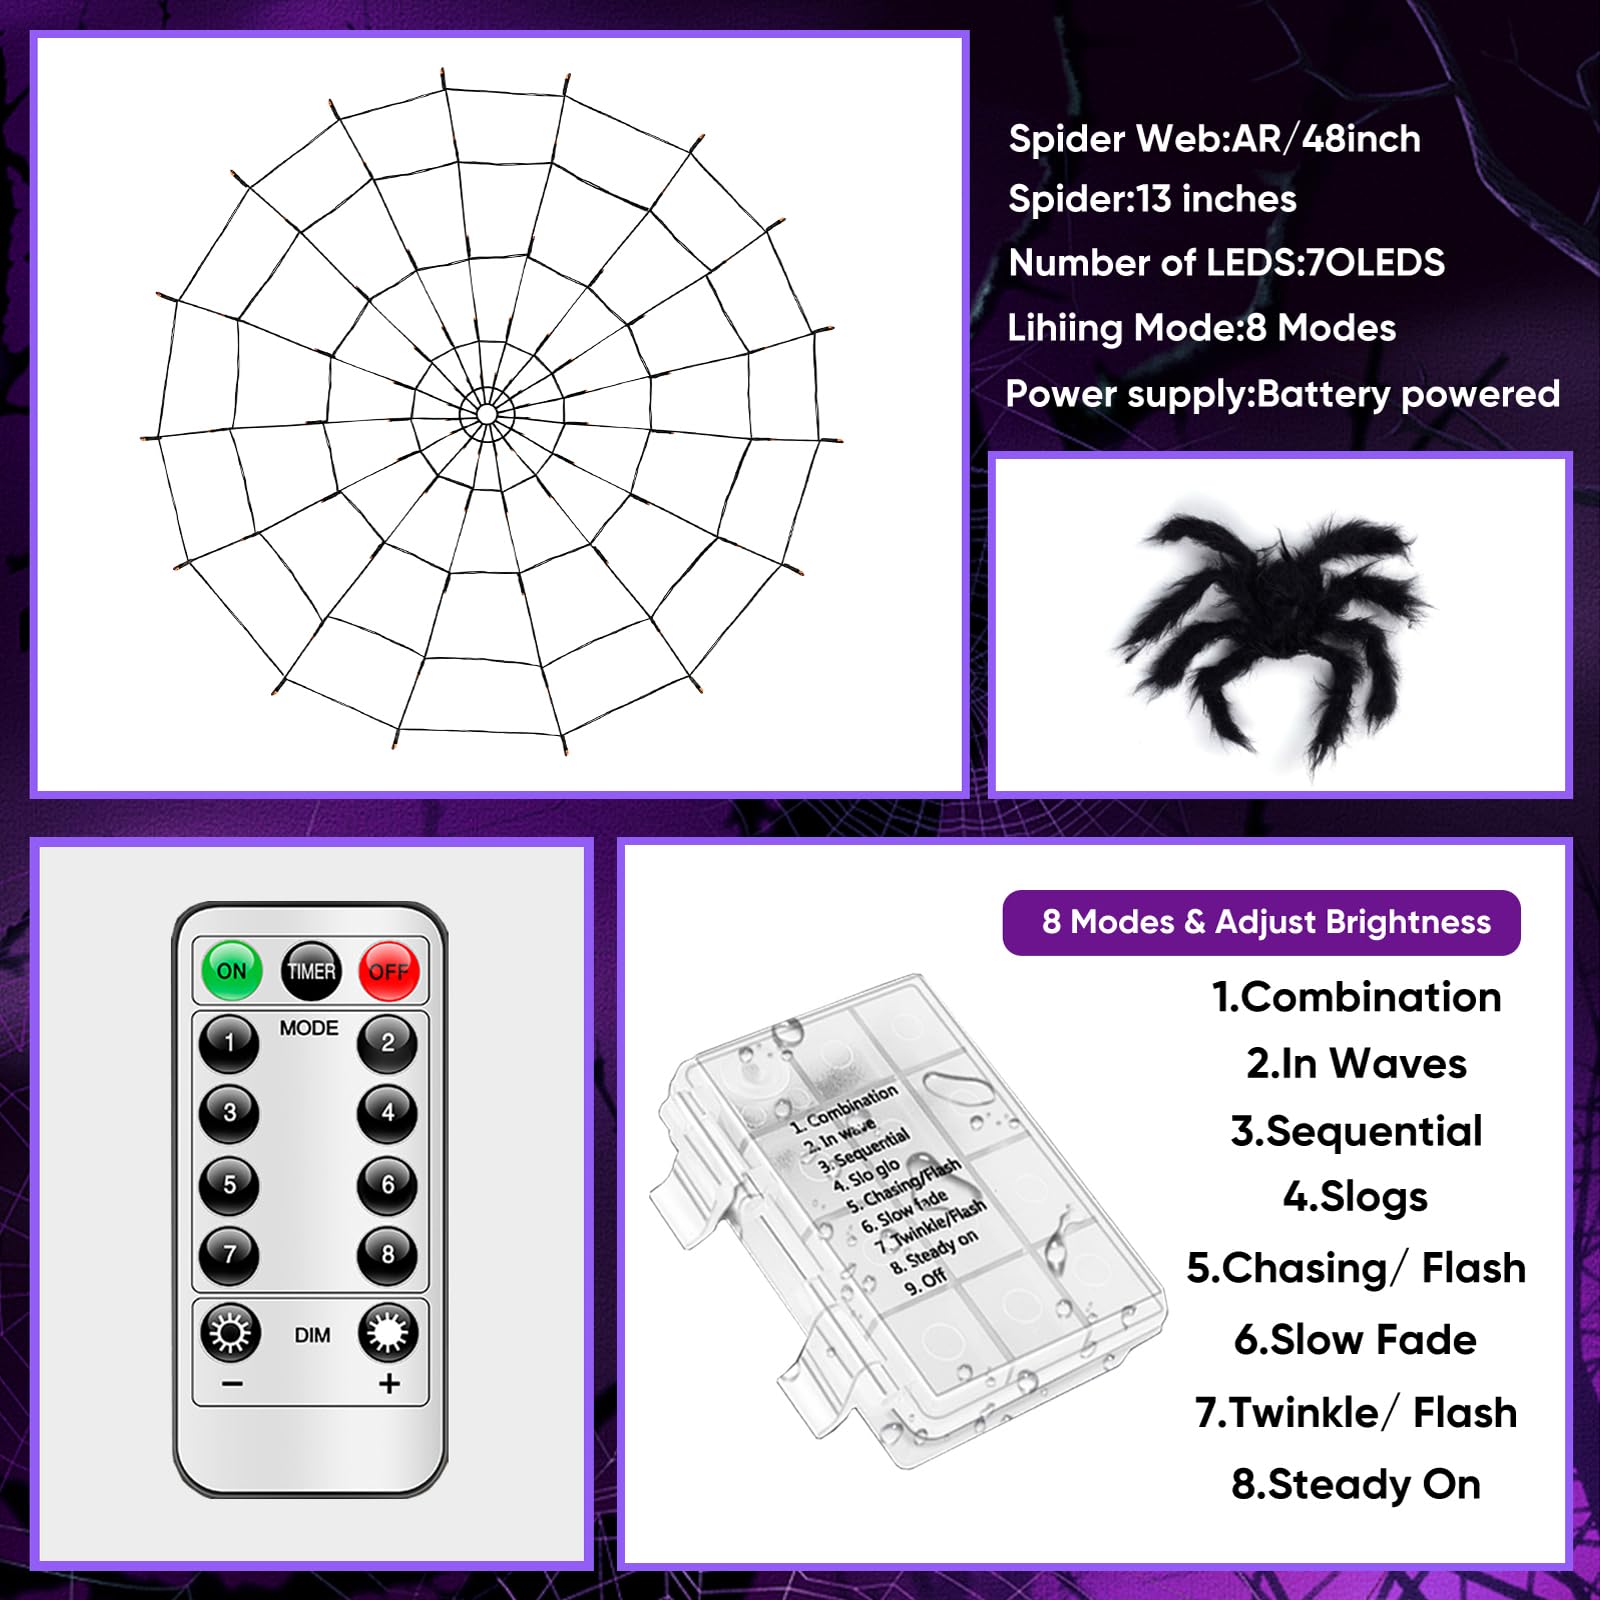 Spider Web:AR/48inch
Spider:13 inches
Number of LEDS:7OLEDS
Lihiing Mode:8 Modes
Power supply:Battery powered
ON TIMER OFF
MODE
1 2
3 4
5 6
7 8
DIM
− +
8 Modes & Adjust Brightness
1. Combination
2. In wave
3. Sequential
4. Slo glo
5. Chasing/Flash
6. Slow fade
7. Twinkle/Flash
8. Steady on
9. Off
1.Combination
2.In Waves
3.Sequential
4.Slogs
5.Chasing/ Flash
6.Slow Fade
7.Twinkle/ Flash
8.Steady On